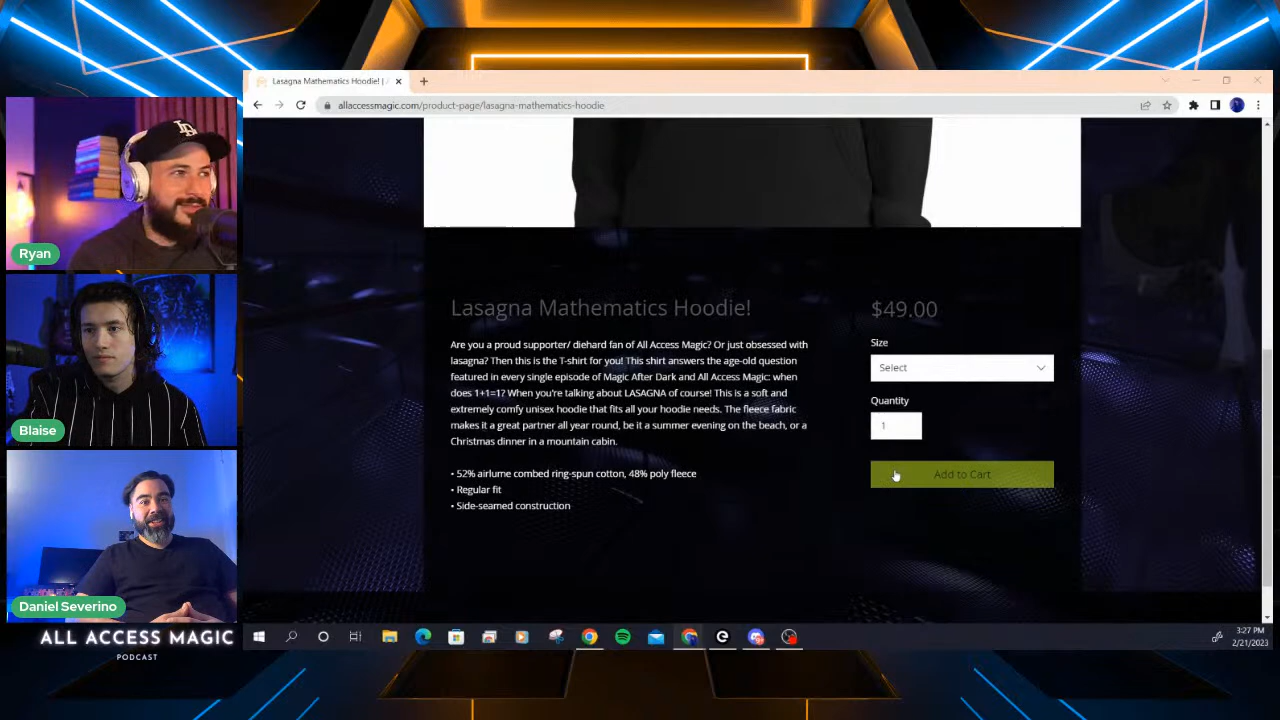 Lasagna Mathematics Hoodie! | A
allaccessmagic.com/product-page/lasagna-mathematics-hoodie
Ryan
Blaise
Daniel Severino
ALL ACCESS MAGIC
PODCAST
Lasagna Mathematics Hoodie!
Are you a proud supporter/ diehard fan of All Access Magic? Or just obsessed with
lasagna? Then this is the T-shirt for you! This shirt answers the age-old question
featured in every single episode of Magic After Dark and All Access Magic: when
does 1+1=1? When you're talking about LASAGNA of course! This is a soft and
extremely comfy unisex hoodie that fits all your hoodie needs. The fleece fabric
makes it a great partner all year round, be it a summer evening on the beach, or a
Christmas dinner in a mountain cabin.
• 52% airlume combed ring-spun cotton, 48% poly fleece
• Regular fit
• Side-seamed construction
$49.00
Size
Select
Quantity
1
Add to Cart
3:27 PM
2/21/2023